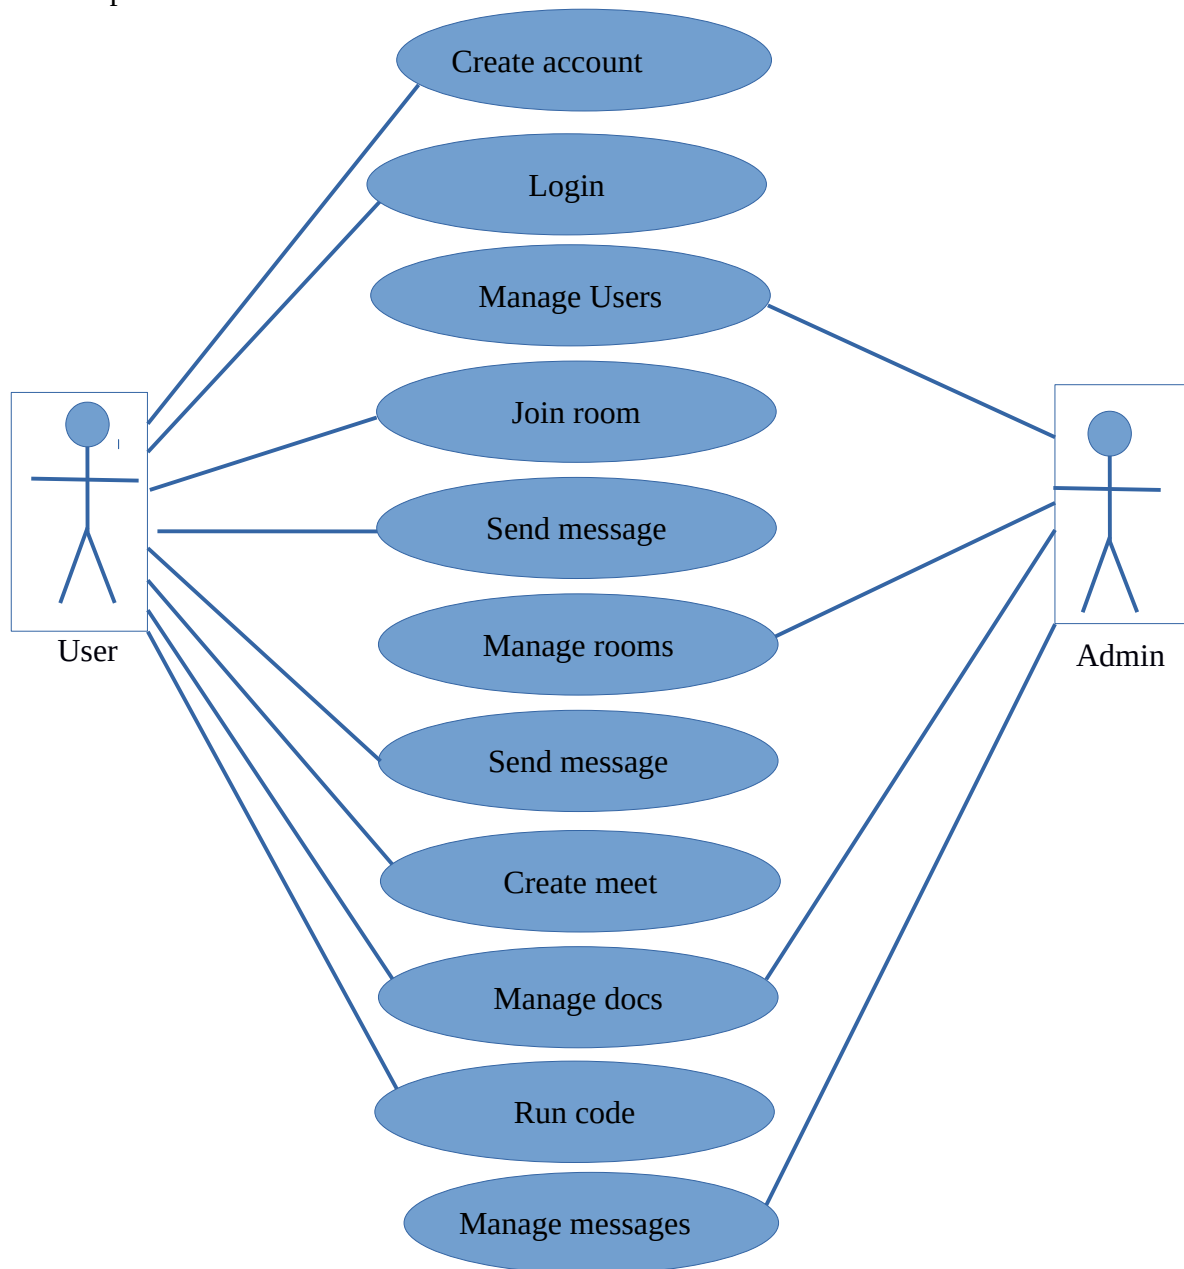 Create account
Login
Manage Users
Join room
Send message
Manage rooms
User
Admin
Send message
Create meet
Manage docs
Run code
Manage messages